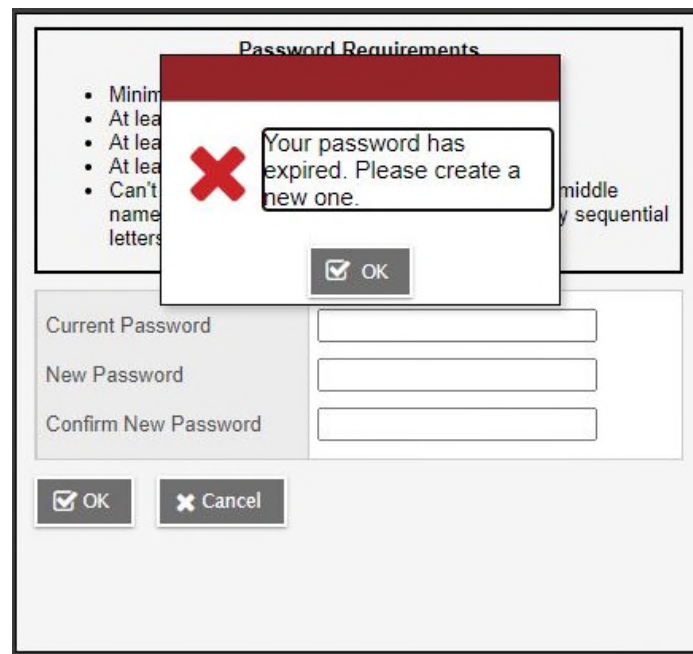 Password Requirements
• Minim
• At lea
• At lea
• At lea
• Can't middle
name y sequential
letters
Your password has
expired. Please create a
new one.
OK
Current Password
New Password
Confirm New Password
OK Cancel